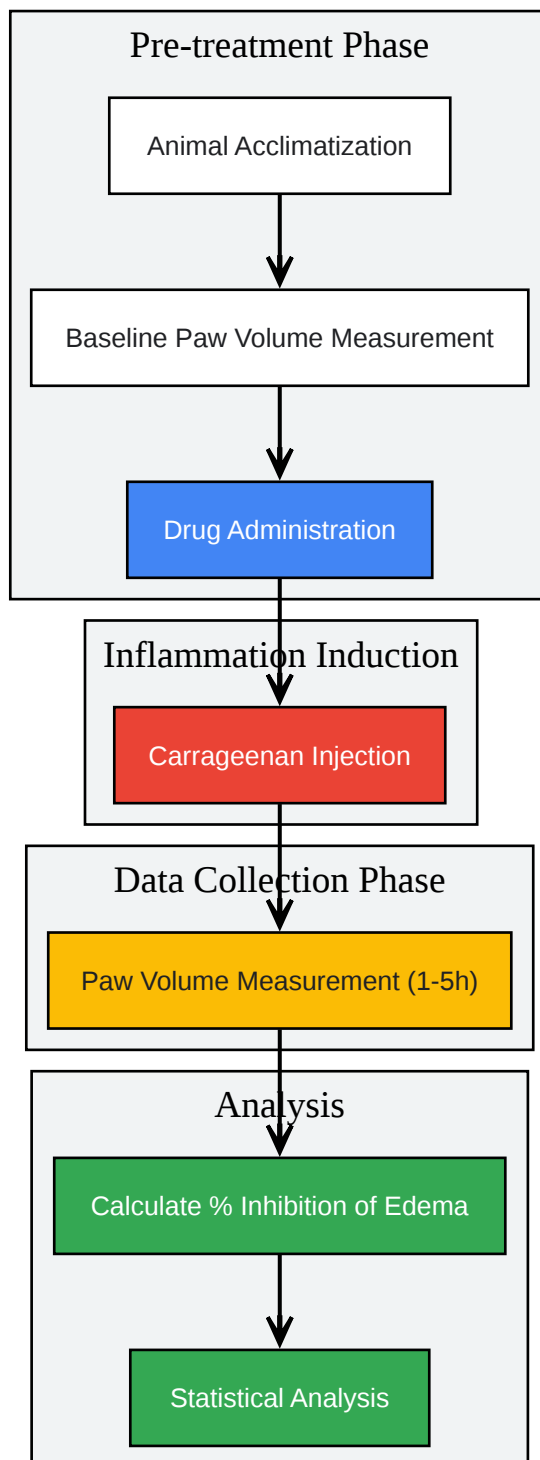 Pre-treatment Phase
Animal Acclimatization
Baseline Paw Volume Measurement
Drug Administration
Inflammation Induction
Carrageenan Injection
Data Collection Phase
Paw Volume Measurement (1-5h)
Analysis
Calculate % Inhibition of Edema
Statistical Analysis